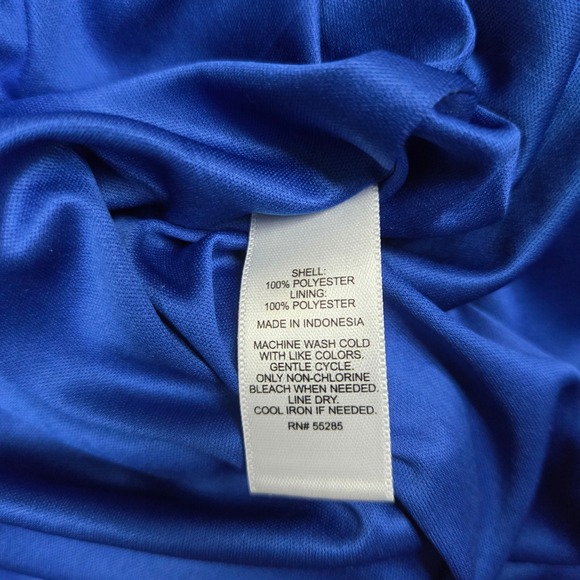 SHELL:
100% POLYESTER
LINING:
100% POLYESTER
MADE IN INDONESIA
MACHINE WASH COLD
WITH LIKE COLORS.
GENTLE CYCLE.
ONLY NON-CHLORINE
BLEACH WHEN NEEDED.
LINE DRY.
COOL IRON IF NEEDED.
RN# 55285